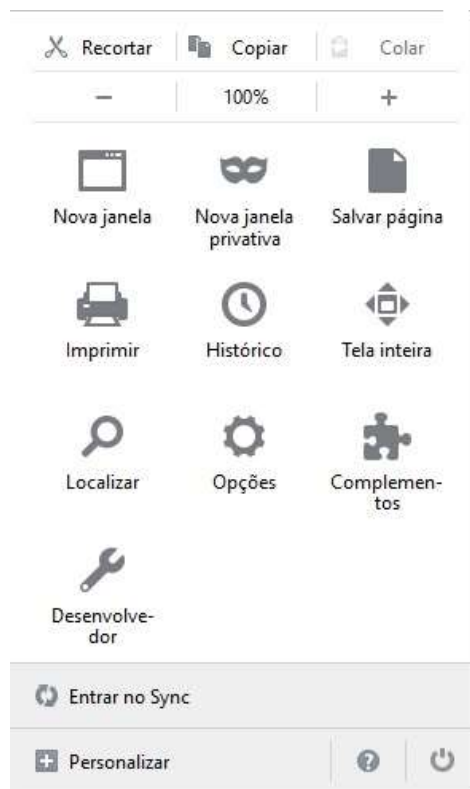 Recortar Copiar Colar
− 100% +
Nova janela Nova janela privativa Salvar página
Imprimir Histórico Tela inteira
Localizar Opções Complemen-
tos
Desenvolve-
dor
Entrar no Sync
Personalizar ?